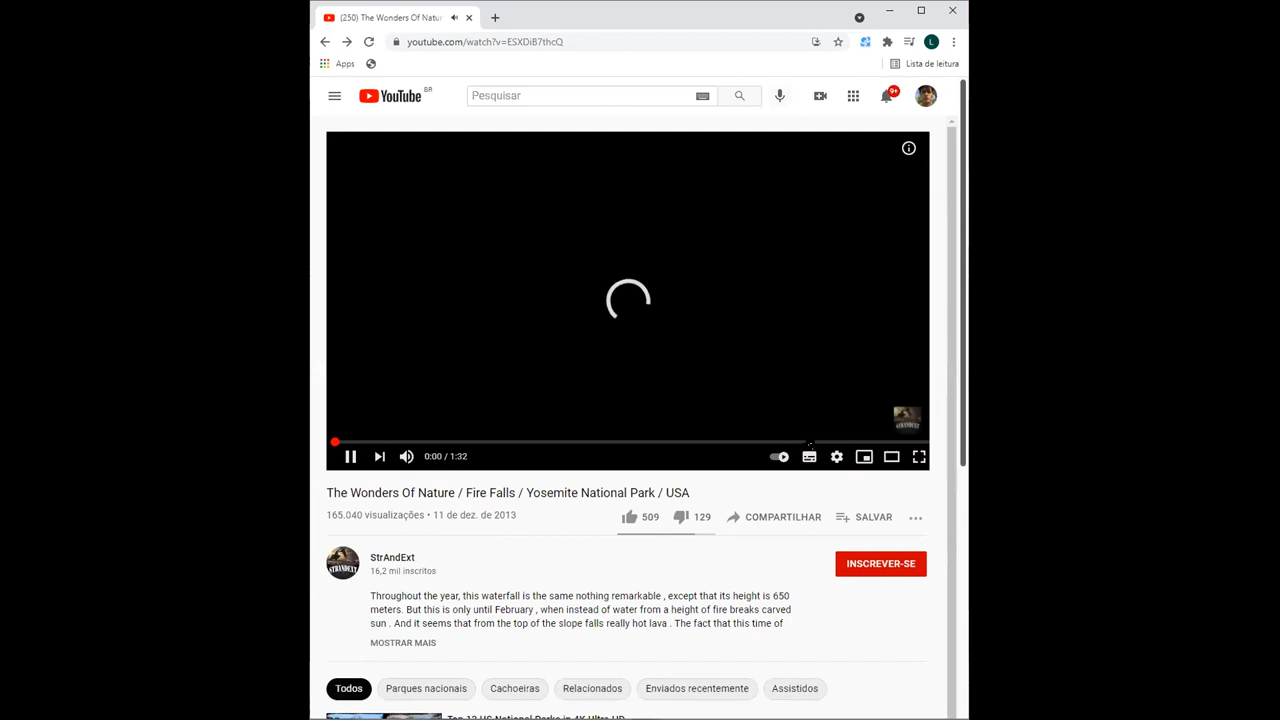 (250) The Wonders Of Natur
youtube.com/watch?v=ESXDiB7thcQ
Apps
Lista de leitura
YouTube BR
Pesquisar
9+
STRANDEXT
0:00 / 1:32
The Wonders Of Nature / Fire Falls / Yosemite National Park / USA
165.040 visualizações • 11 de dez. de 2013
509
129
COMPARTILHAR
SALVAR
StrAndExt
STRANDEXT
16,2 mil inscritos
INSCREVER-SE
Throughout the year, this waterfall is the same nothing remarkable , except that its height is 650
meters. But this is only until February , when instead of water from a height of fire breaks carved
sun . And it seems that from the top of the slope falls really hot lava . The fact that this time of
MOSTRAR MAIS
Todos
Parques nacionais
Cachoeiras
Relacionados
Enviados recentemente
Assistidos
Top 12 US National Parks in 4K Ultra HD